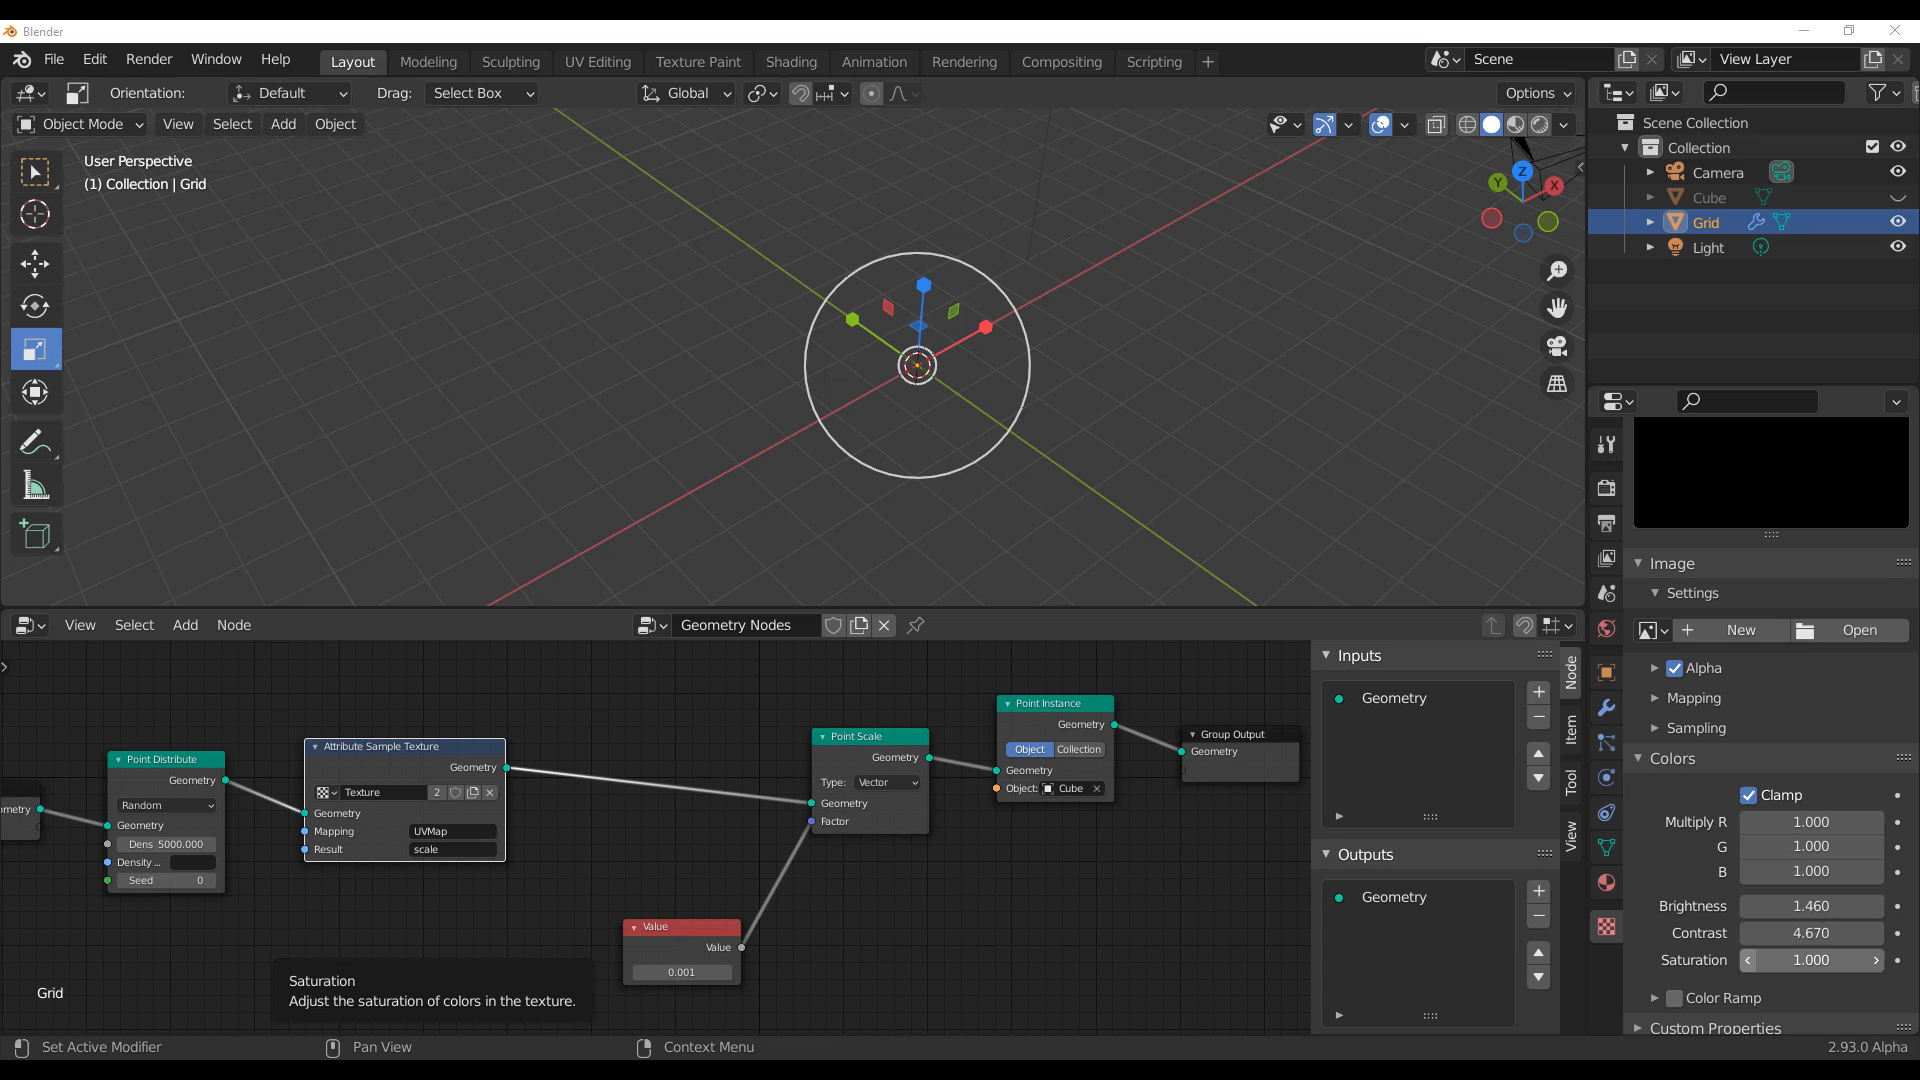 Blender
File Edit Render Window Help Layout Modeling Sculpting UV Editing Texture Paint Shading Animation Rendering Compositing Scripting + Scene View Layer
Orientation: Default Drag: Select Box Global Options
Object Mode View Select Add Object
User Perspective
(1) Collection | Grid
Z
Y
X
Scene Collection
Collection
Camera
Cube
Grid
Light
Image
Settings
New Open
Alpha
Mapping
Sampling
Colors
Clamp
Multiply R 1.000
G 1.000
B 1.000
Brightness 1.460
Contrast 4.670
Saturation 1.000
Color Ramp
Custom Properties
View Select Add Node Geometry Nodes
Point Distribute
Geometry
Random
Geometry
Dens 5000.000
Density ...
Seed 0
Attribute Sample Texture
Geometry
Texture 2
Geometry
Mapping UVMap
Result scale
Point Scale
Geometry
Type: Vector
Geometry
Factor
Value
Value
0.001
Point Instance
Geometry
Object Collection
Geometry
Object: Cube
Group Output
Geometry
Inputs
Geometry
Outputs
Geometry
Node
Item
Tool
View
Grid
Saturation
Adjust the saturation of colors in the texture.
Set Active Modifier Pan View Context Menu 2.93.0 Alpha